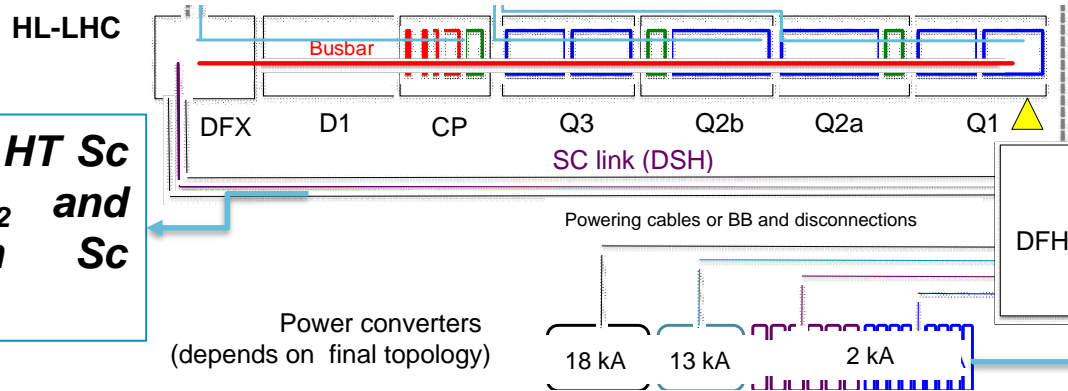 HL-LHC
Busbar
DFX D1 CP Q3 Q2b Q2a Q1
SC link (DSH)
HT Sc
2 and
Sc
Powering cables or BB and disconnections
DFH
Power converters
(depends on final topology)
18 kA 13 kA 2 kA